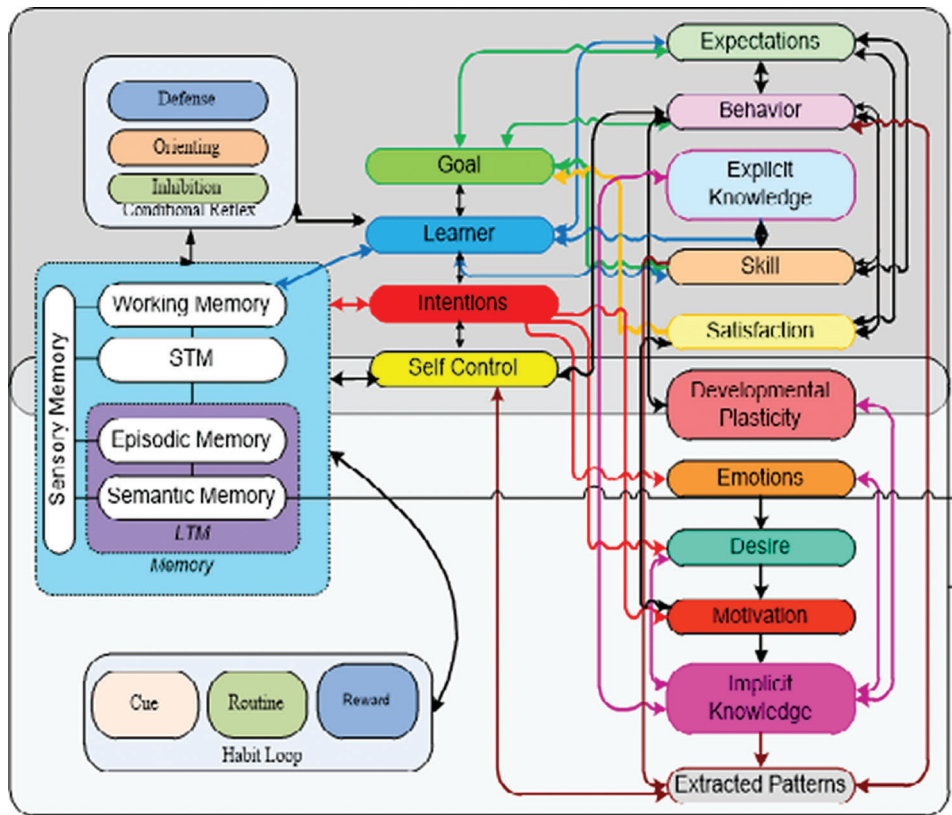 Defense
Orienting
Inhibition
Conditional Reflex
Sensory Memory
Working Memory
STM
Episodic Memory
Semantic Memory
LTM
Memory
Cue
Routine
Reward
Habit Loop
Goal
Learner
Intentions
Self Control
Expectations
Behavior
Explicit
Knowledge
Skill
Satisfaction
Developmental
Plasticity
Emotions
Desire
Motivation
Implicit
Knowledge
Extracted Patterns